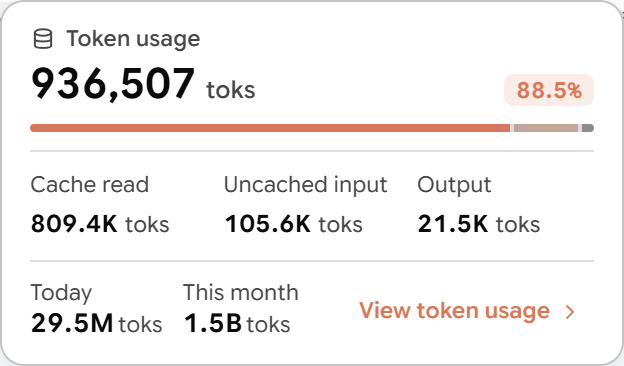 Token usage
936,507 toks
88.5%
Cache read Uncached input Output
809.4K toks 105.6K toks 21.5K toks
Today This month
29.5M toks 1.5B toks
View token usage